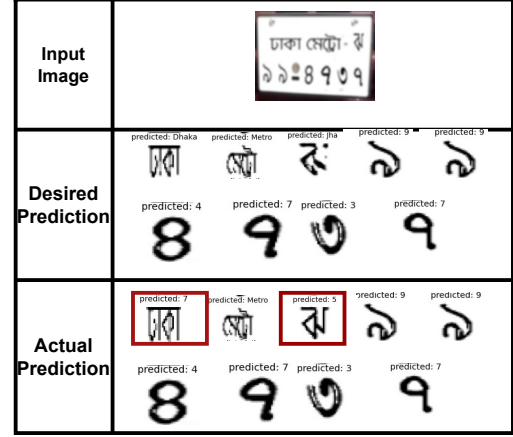 Input Image
ঢাকা মেট্রো - ঝ
৯৯-৪৭৩৭
Desired Prediction
predicted: Dhaka predicted: Metro predicted: Jha predicted: 9 predicted: 9
ঢাকা মেট্রো ঝ ৯ ৯
predicted: 4 predicted: 7 predicted: 3 predicted: 7
৪ ৭ ৩ ৭
Actual Prediction
predicted: 7 predicted: Metro predicted: 5 predicted: 9 predicted: 9
ঢাকা মেট্রো ঝ ৯ ৯
predicted: 4 predicted: 7 predicted: 3 predicted: 7
৪ ৭ ৩ ৭